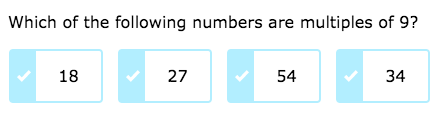 Which of the following numbers are multiples of 9?
18 27 54 34